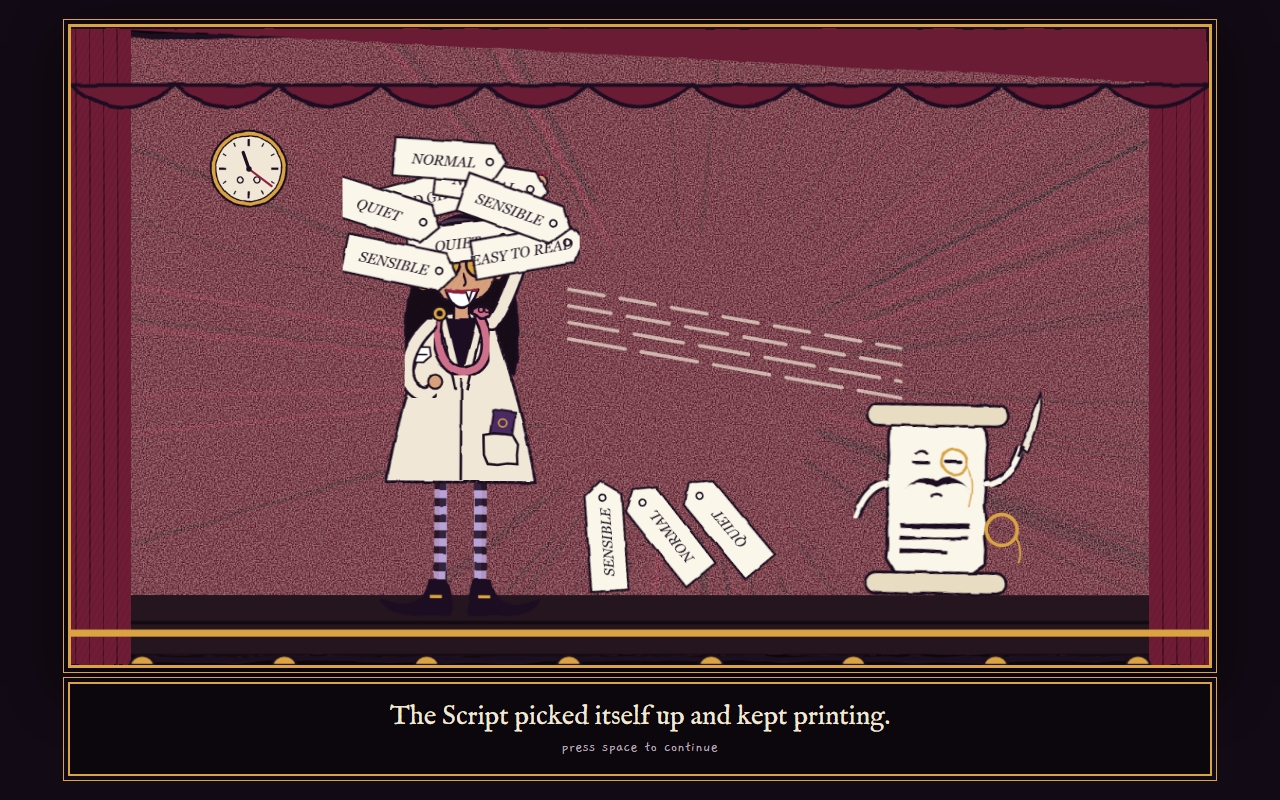 NORMAL
QUIET
SENSIBLE
QUIET
EASY TO READ
SENSIBLE
SENSIBLE
NORMAL
QUIET
The Script picked itself up and kept printing.
press space to continue